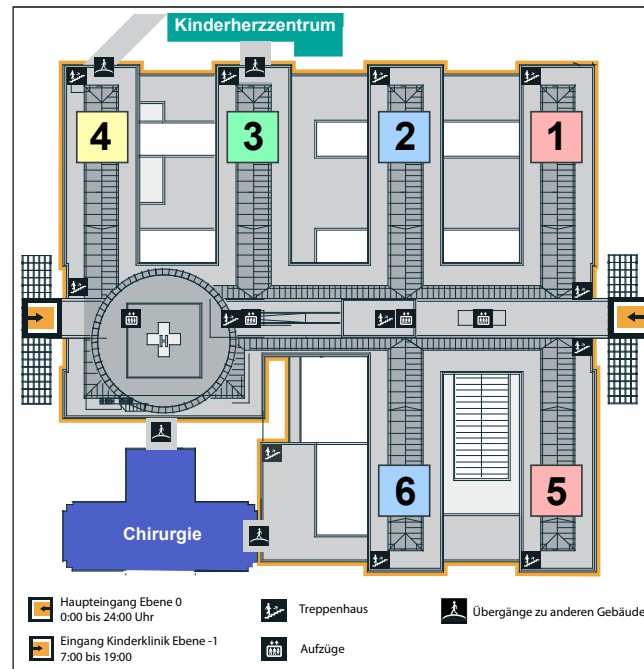 Kinderherzzentrum
4
3
2
1
H
6
5
Chirurgie
Haupteingang Ebene 0
0:00 bis 24:00 Uhr
Treppenhaus
Übergänge zu anderen Gebäude
Eingang Kinderklinik Ebene -1
7:00 bis 19:00
Aufzüge